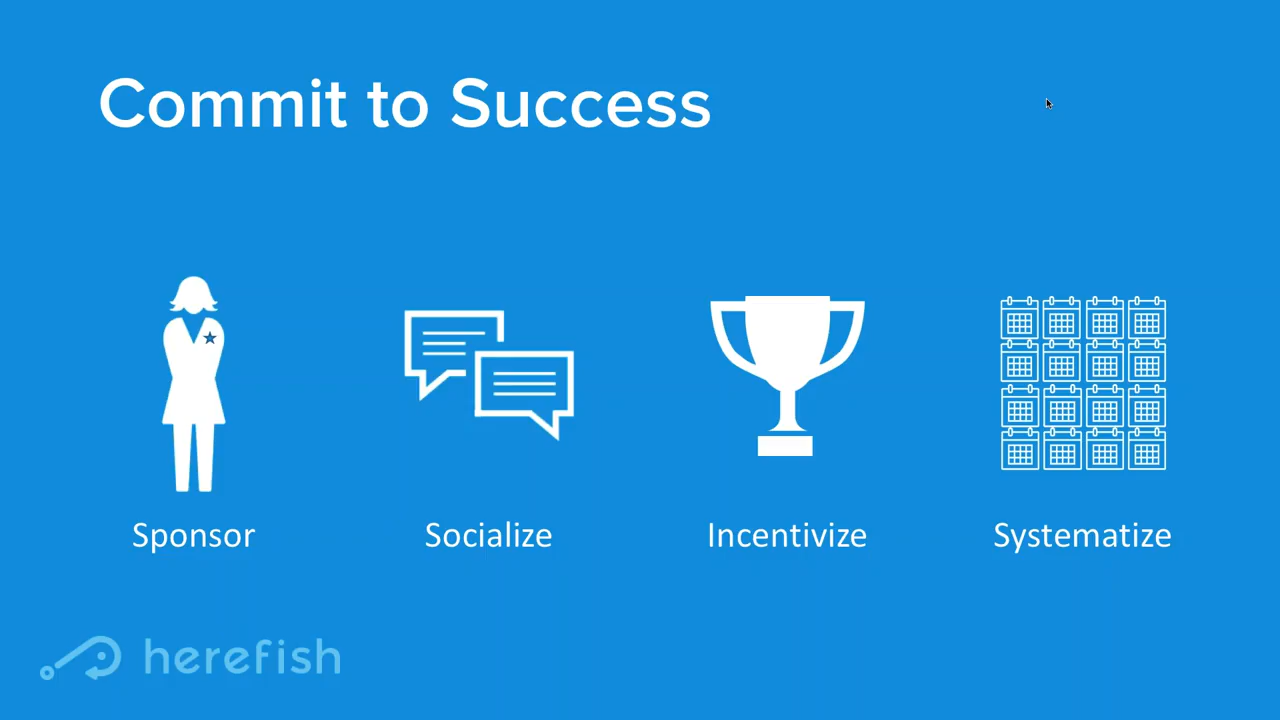 Commit to Success
Sponsor
Socialize
Incentivize
Systematize
herefish